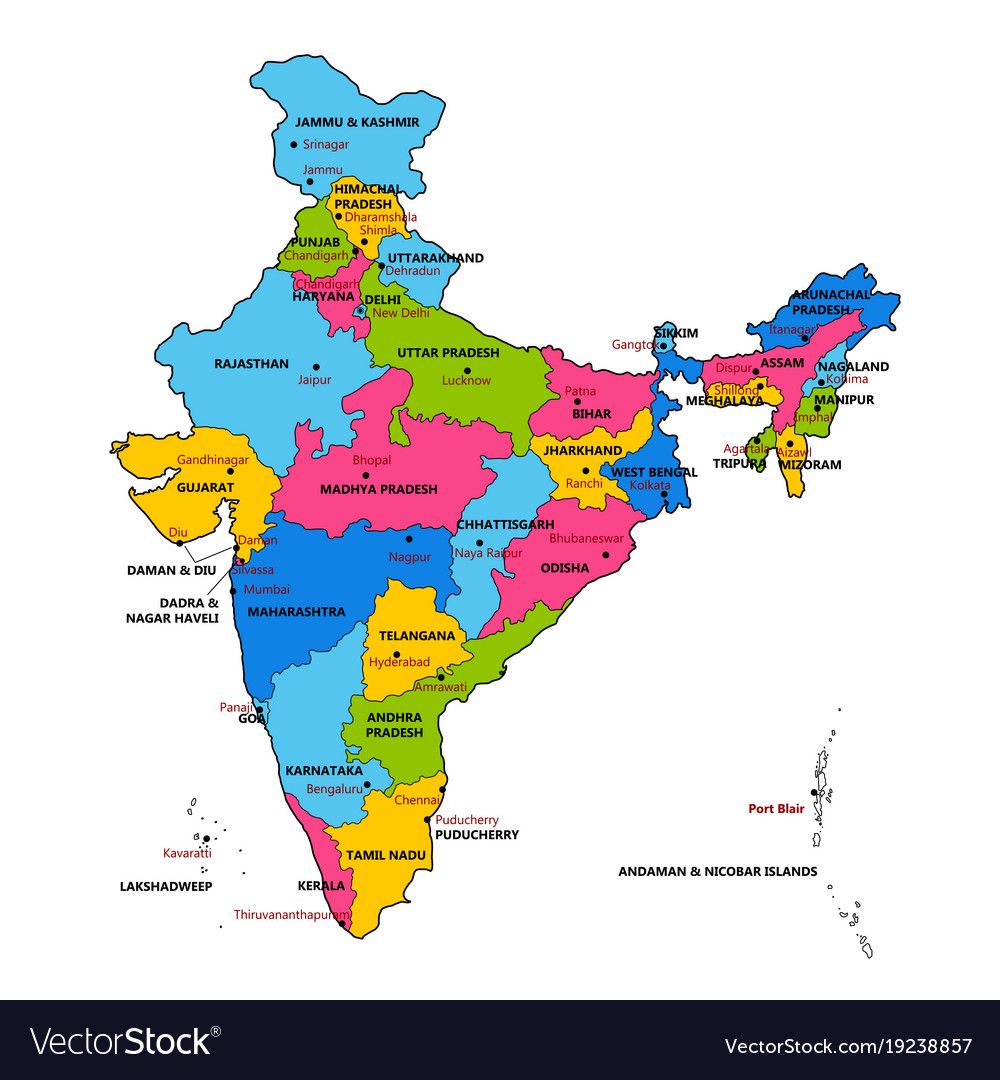 JAMMU & KASHMIR
Srinagar
Jammu
HIMACHAL
PRADESH
Dharamshala
Shimla
PUNJAB
Chandigarh
UTTARAKHAND
Dehradun
Chandigarh
HARYANA
DELHI
New Delhi
ARUNACHAL
PRADESH
Itanagar
SIKKIM
Gangtok
RAJASTHAN
Jaipur
UTTAR PRADESH
Lucknow
Dispur
ASSAM
NAGALAND
Kohima
Shillong
MEGHALAYA
MANIPUR
Imphal
Patna
BIHAR
Agartala
TRIPURA
Aizawl
MIZORAM
Gandhinagar
GUJARAT
Bhopal
MADHYA PRADESH
JHARKHAND
Ranchi
WEST BENGAL
Kolkata
Diu
Daman
DAMAN & DIU
Silvassa
DADRA &
NAGAR HAVELI
Mumbai
MAHARASHTRA
Nagpur
CHHATTISGARH
Naya Raipur
Bhubaneswar
ODISHA
TELANGANA
Hyderabad
Amrawati
Panaji
GOA
ANDHRA
PRADESH
KARNATAKA
Bengaluru
Chennai
Puducherry
PUDUCHERRY
TAMIL NADU
KERALA
Thiruvananthapuram
Kavaratti
LAKSHADWEEP
Port Blair
ANDAMAN & NICOBAR ISLANDS
VectorStock®
VectorStock.com/19238857